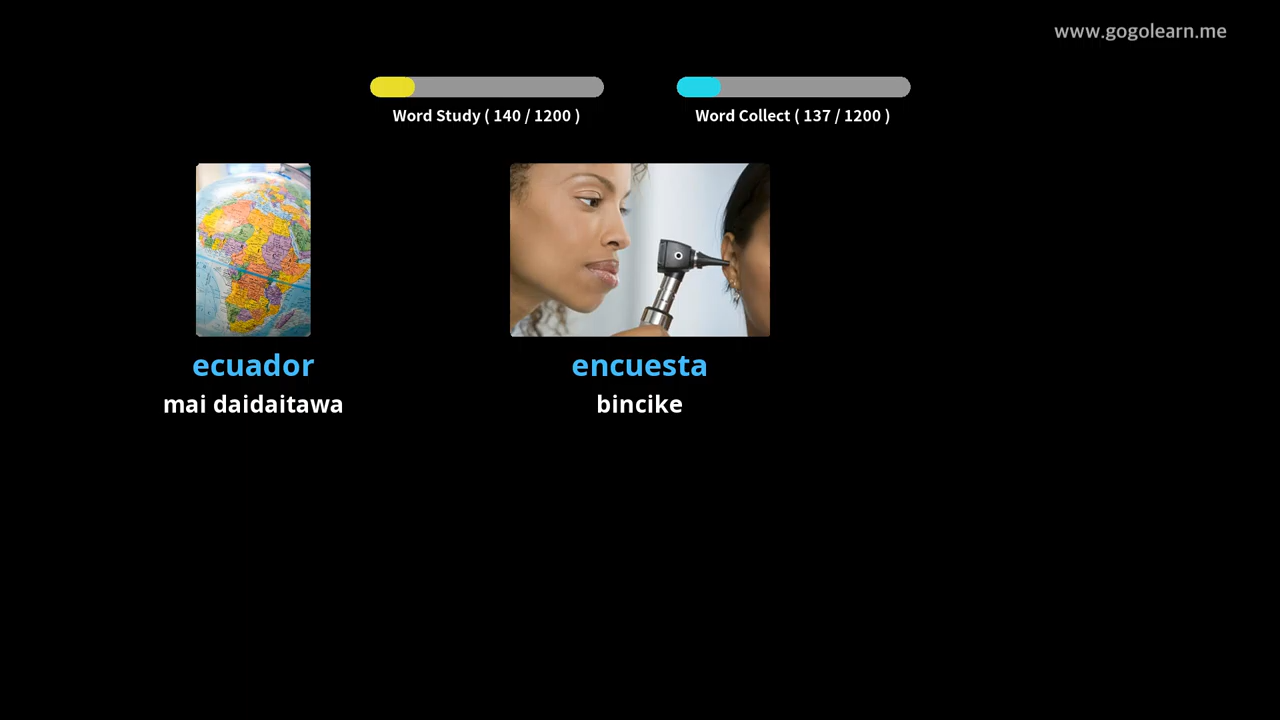 www.gogolearn.me
Word Study ( 140 / 1200 )
Word Collect ( 137 / 1200 )
ecuador
mai daidaitawa
encuesta
bincike